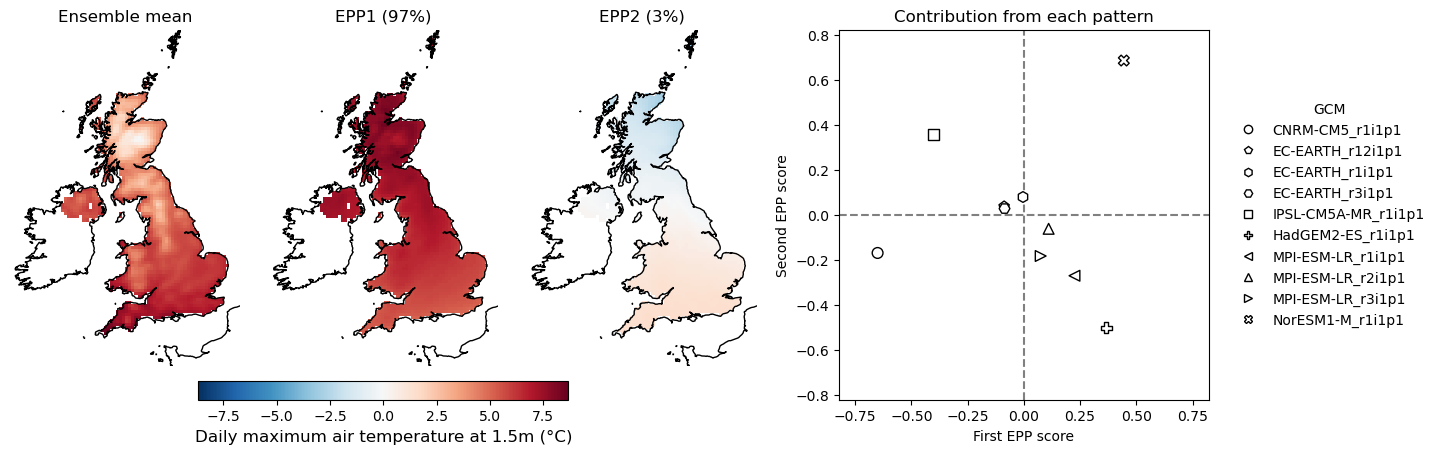 Ensemble mean
EPP1 (97%)
EPP2 (3%)
−7.5 −5.0 −2.5 0.0 2.5 5.0 7.5
Daily maximum air temperature at 1.5m (°C)
Contribution from each pattern
0.8
0.6
0.4
0.2
0.0
−0.2
−0.4
−0.6
−0.8
Second EPP score
−0.75 −0.50 −0.25 0.00 0.25 0.50 0.75
First EPP score
GCM
CNRM-CM5_r1i1p1
EC-EARTH_r12i1p1
EC-EARTH_r1i1p1
EC-EARTH_r3i1p1
IPSL-CM5A-MR_r1i1p1
HadGEM2-ES_r1i1p1
MPI-ESM-LR_r1i1p1
MPI-ESM-LR_r2i1p1
MPI-ESM-LR_r3i1p1
NorESM1-M_r1i1p1